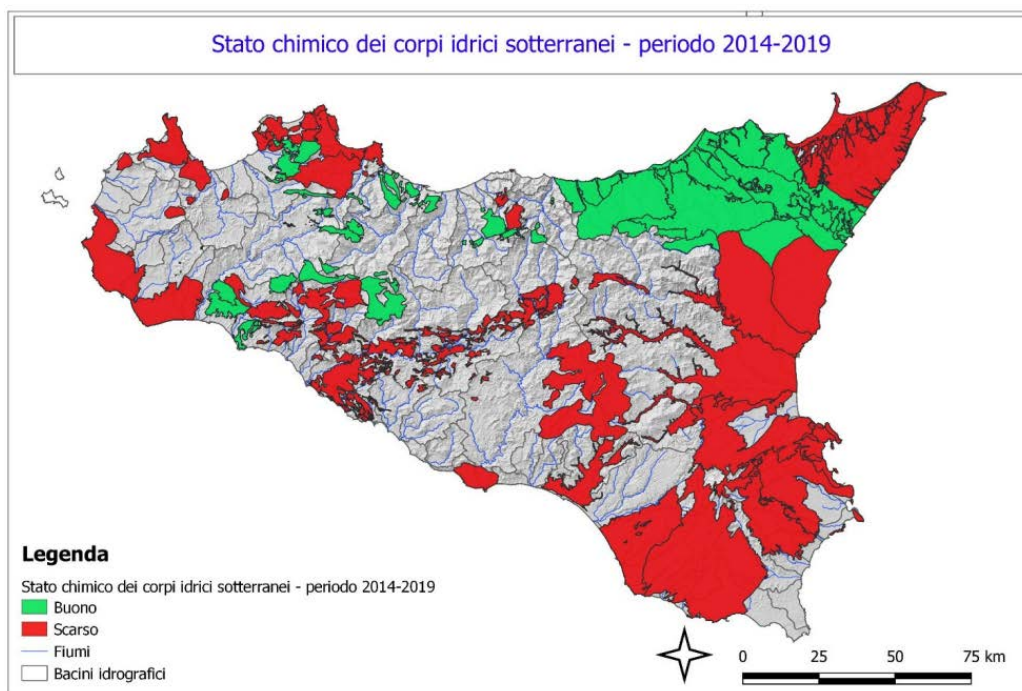 Stato chimico dei corpi idrici sotterranei - periodo 2014-2019
Legenda
Stato chimico dei corpi idrici sotterranei - periodo 2014-2019
Buono
Scarso
Fiumi
Bacini idrografici
0 25 50 75 km